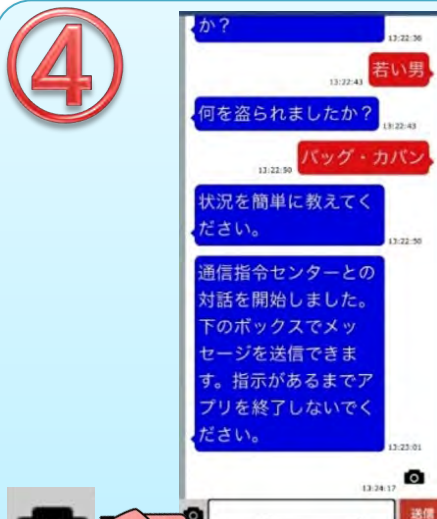 ④
か?
13:22:36
若い男
13:22:43
何を盗られましたか?
13:22:43
バッグ・カバン
13:22:50
状況を簡単に教えてく
ださい。
13:22:50
通信指令センターとの
対話を開始しました。
下のボックスでメッ
セージを送信できま
す。指示があるまでア
プリを終了しないでく
ださい。
13:23:01
13:24:17
送信